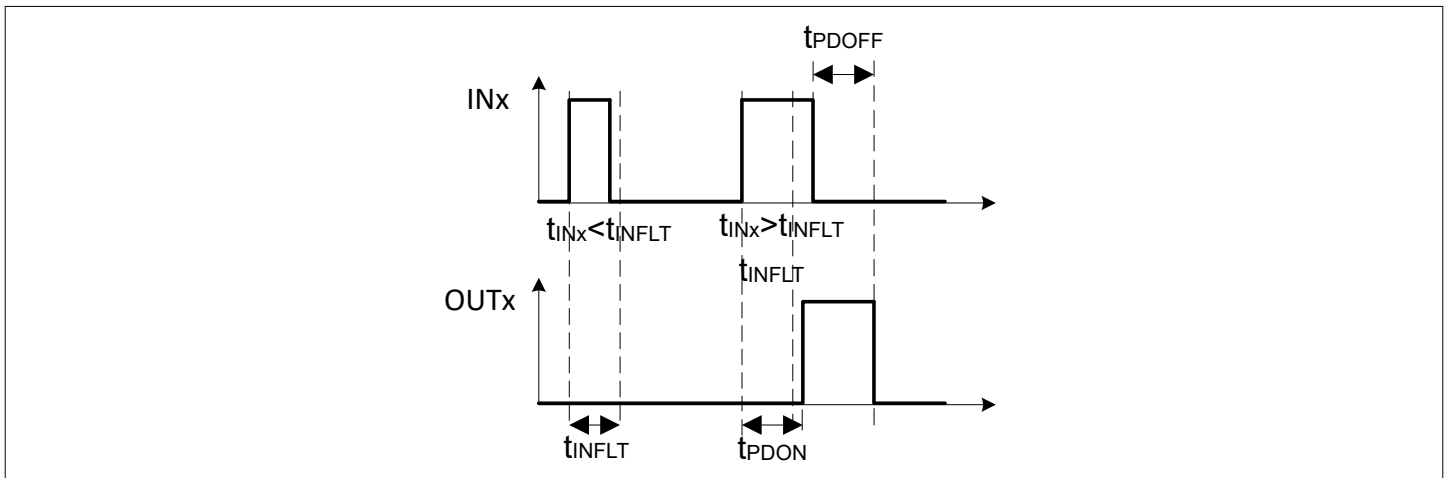 tPDOFF
INx
tINx<tINFLT tINx>tINFLT
tINFLT
OUTx
tINFLT tPDON